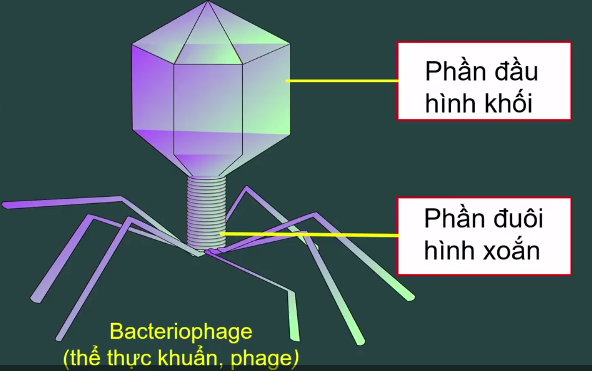 Phần đầu
hình khối
Phần đuôi
hình xoắn
Bacteriophage
(thể thực khuẩn, phage)